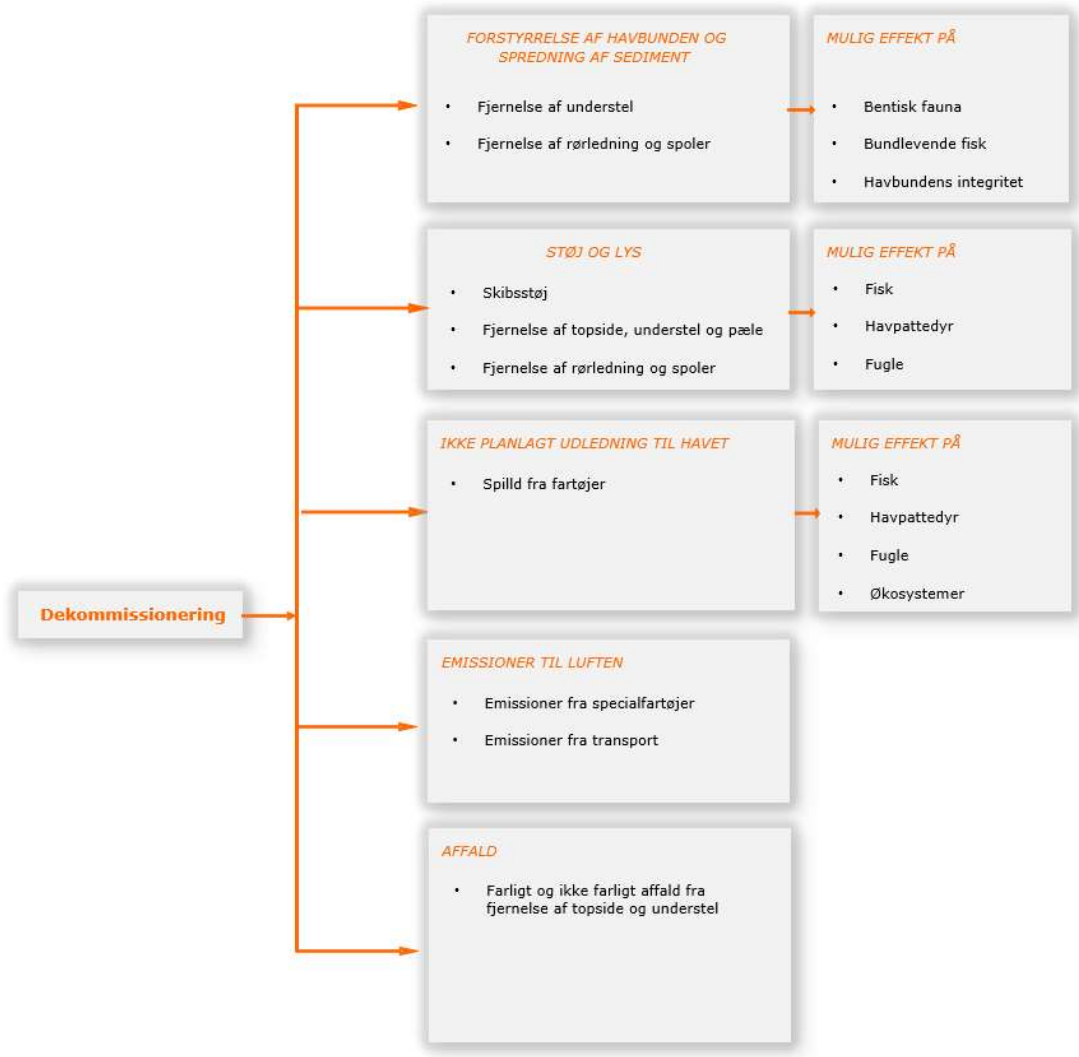 FORSTYRRELSE AF HAVBUNDEN OG
SPREDNING AF SEDIMENT
• Fjernelse af understel
• Fjernelse af rørledning og spoler
MULIG EFFEKT PÅ
• Bentisk fauna
• Bundlevende fisk
• Havbundens integritet
STØJ OG LYS
• Skibsstøj
• Fjernelse af topside, understel og pæle
• Fjernelse af rørledning og spoler
MULIG EFFEKT PÅ
• Fisk
• Havpattedyr
• Fugle
IKKE PLANLAGT UDLEDNING TIL HAVET
• Spilld fra fartøjer
MULIG EFFEKT PÅ
• Fisk
• Havpattedyr
• Fugle
• Økosystemer
Dekommissionering
EMISSIONER TIL LUFTEN
• Emissioner fra specialfartøjer
• Emissioner fra transport
AFFALD
• Farligt og ikke farligt affald fra
fjernelse af topside og understel